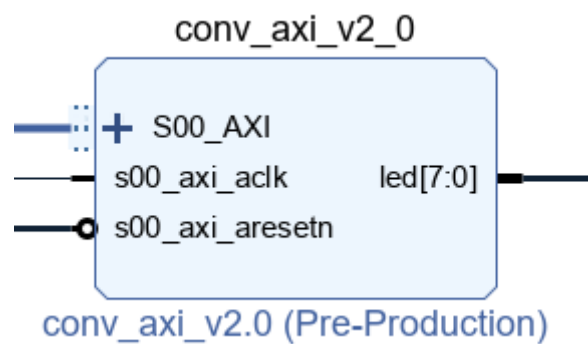 conv_axi_v2_0
S00_AXI
s00_axi_aclk led[7:0]
s00_axi_aresetn
conv_axi_v2.0 (Pre-Production)